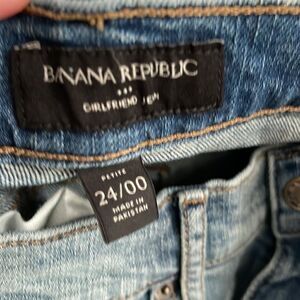 BANANA REPUBLIC
GIRLFRIEND JEAN
PETITE
24/00
MADE IN
PAKISTAN